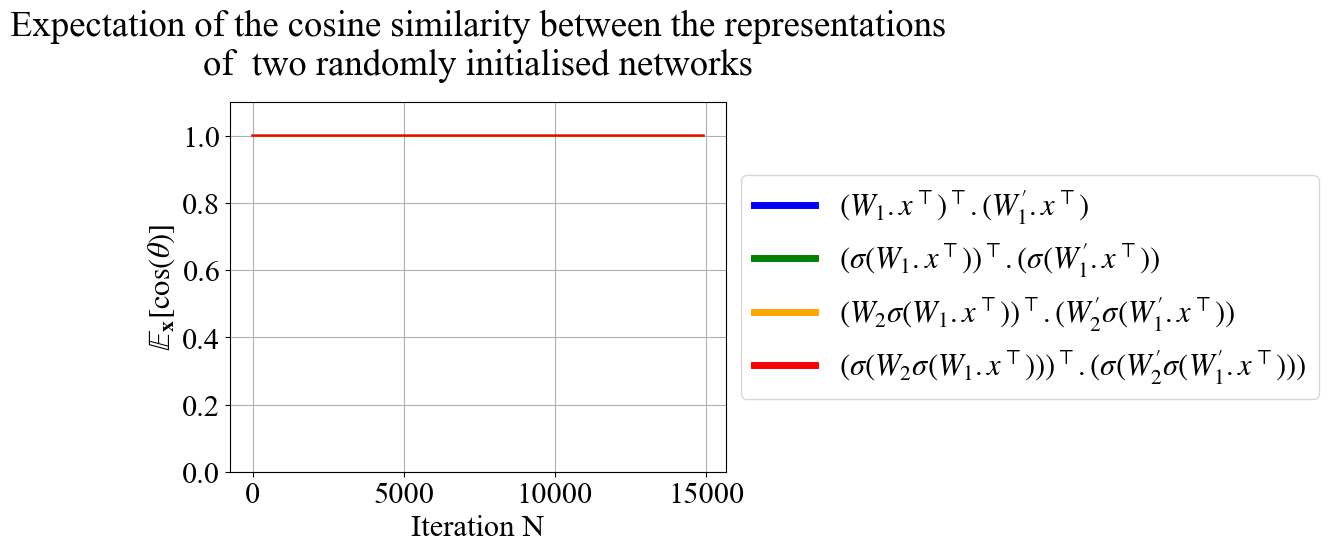 Expectation of the cosine similarity between the representations
of  two randomly initialised networks
1.0
0.8
0.6
0.4
0.2
0.0
𝔼ₓ[cos(θ)]
0 5000 10000 15000
Iteration N
(W₁.x⊤)⊤.(W₁′.x⊤)
(σ(W₁.x⊤))⊤.(σ(W₁′.x⊤))
(W₂σ(W₁.x⊤))⊤.(W₂′σ(W₁′.x⊤))
(σ(W₂σ(W₁.x⊤)))⊤.(σ(W₂′σ(W₁′.x⊤)))